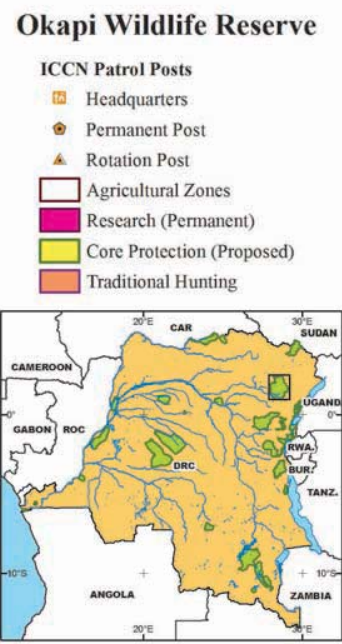 Okapi Wildlife Reserve
ICCN Patrol Posts
Headquarters
Permanent Post
Rotation Post
Agricultural Zones
Research (Permanent)
Core Protection (Proposed)
Traditional Hunting
20°E
30°E
CAR
SUDAN
CAMEROON
UGAND
0°
0°
GABON
ROC
RWA.
DRC
BUR.
TANZ.
10°S
10°S
ANGOLA
ZAMBIA
20°E